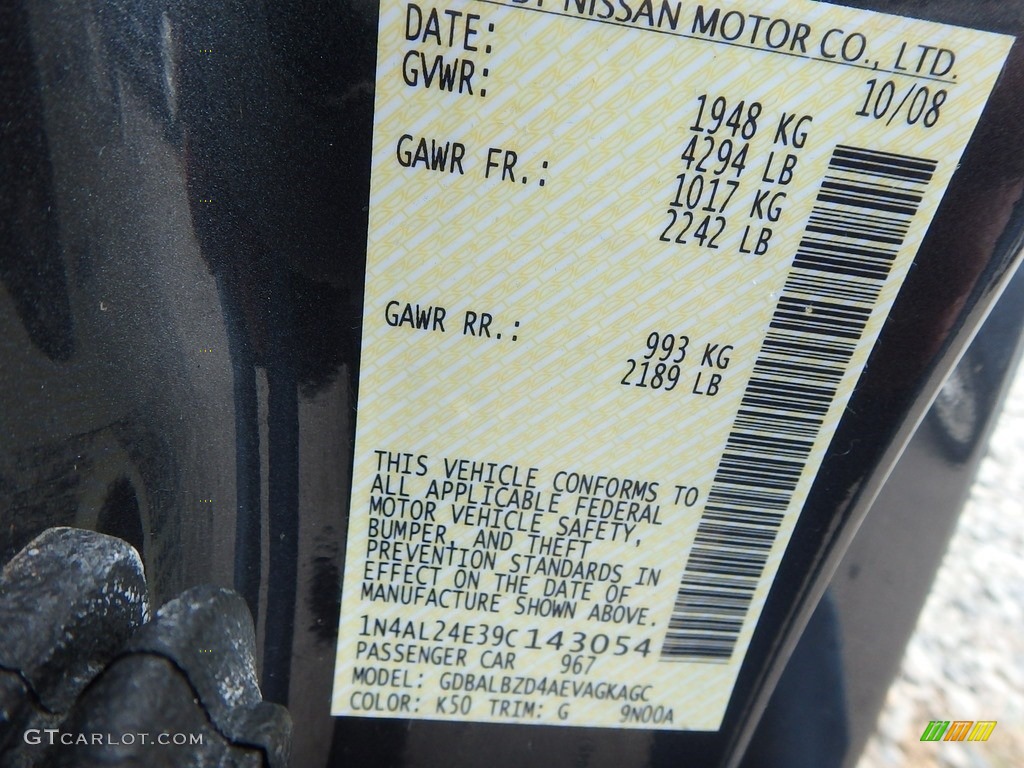 NISSAN MOTOR CO., LTD.
DATE: 10/08
GVWR: 1948 KG
4294 LB
GAWR FR.: 1017 KG
2242 LB
GAWR RR.: 993 KG
2189 LB
THIS VEHICLE CONFORMS TO
ALL APPLICABLE FEDERAL
MOTOR VEHICLE SAFETY,
BUMPER, AND THEFT
PREVENTION STANDARDS IN
EFFECT ON THE DATE OF
MANUFACTURE SHOWN ABOVE.
1N4AL24E39C143054
PASSENGER CAR 967
MODEL: GDBALBZD4AEVAGKAGC
COLOR: K50 TRIM: G 9N00A
GTCARLOT.COM